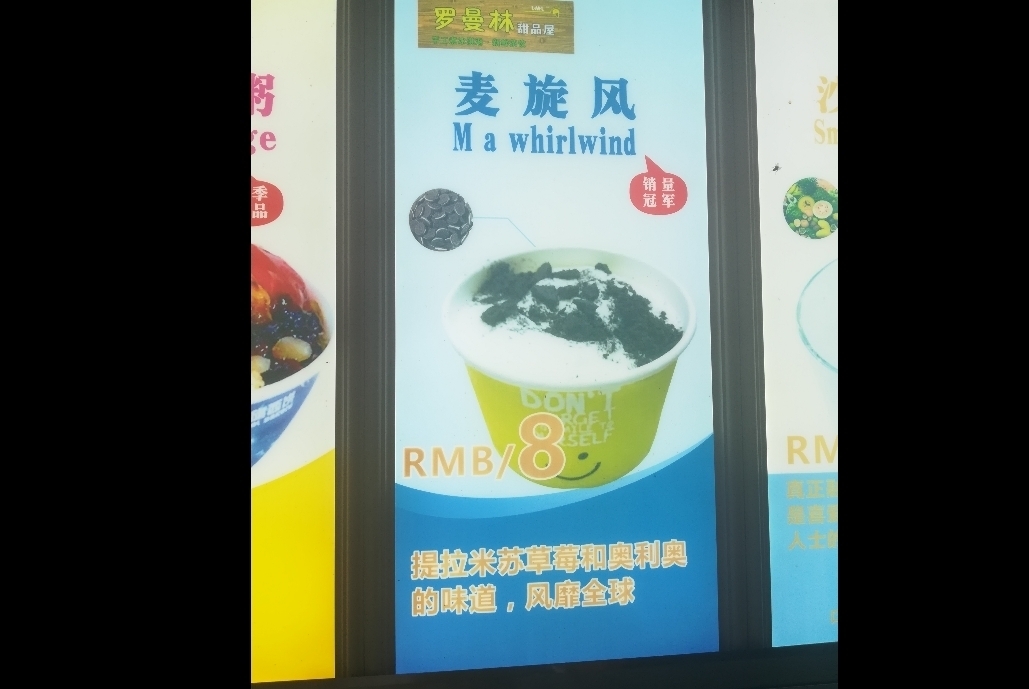 罗曼林 甜品屋
麦旋风
M a whirlwind
销量
冠军
DON'T
RMB/8
提拉米苏草莓和奥利奥
的味道，风靡全球
粥
ge
季
品
RM